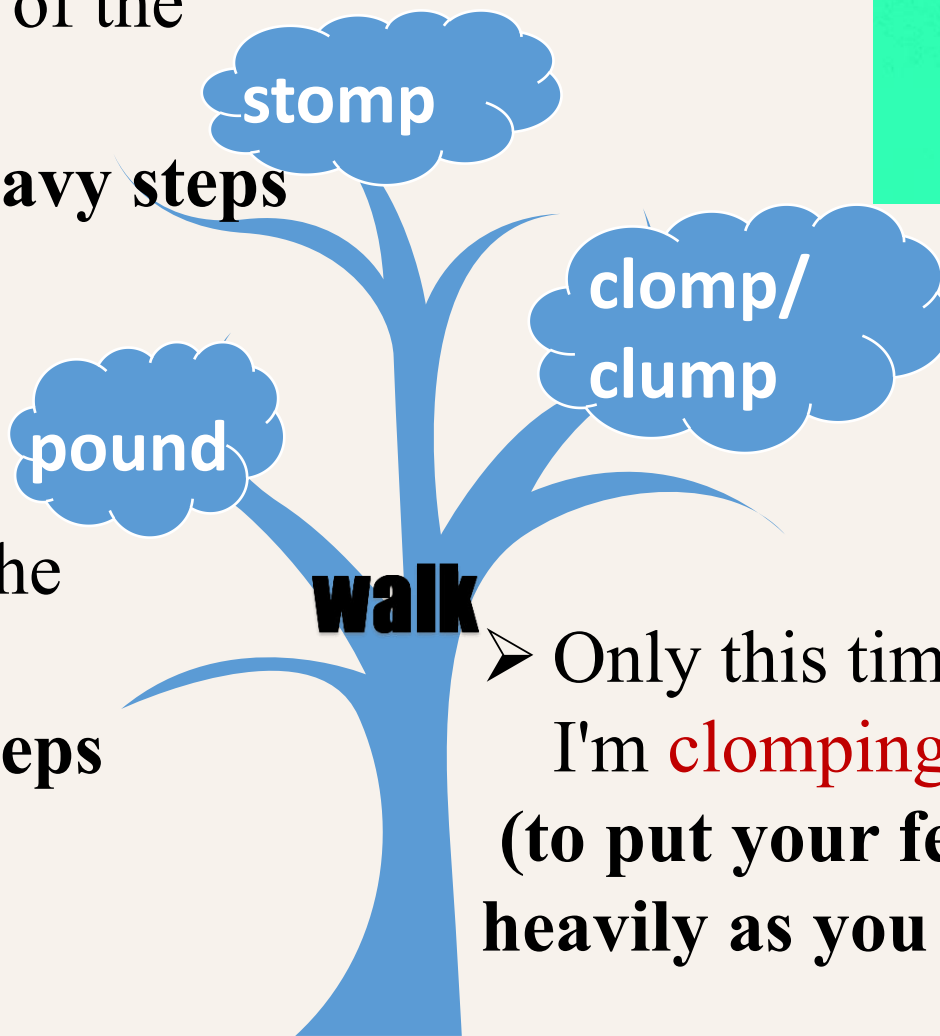 of the
stomp
avy steps
clomp/
clump
pound
he
walk
➢ Only this tim
I'm clomping
eps
(to put your fe
heavily as you